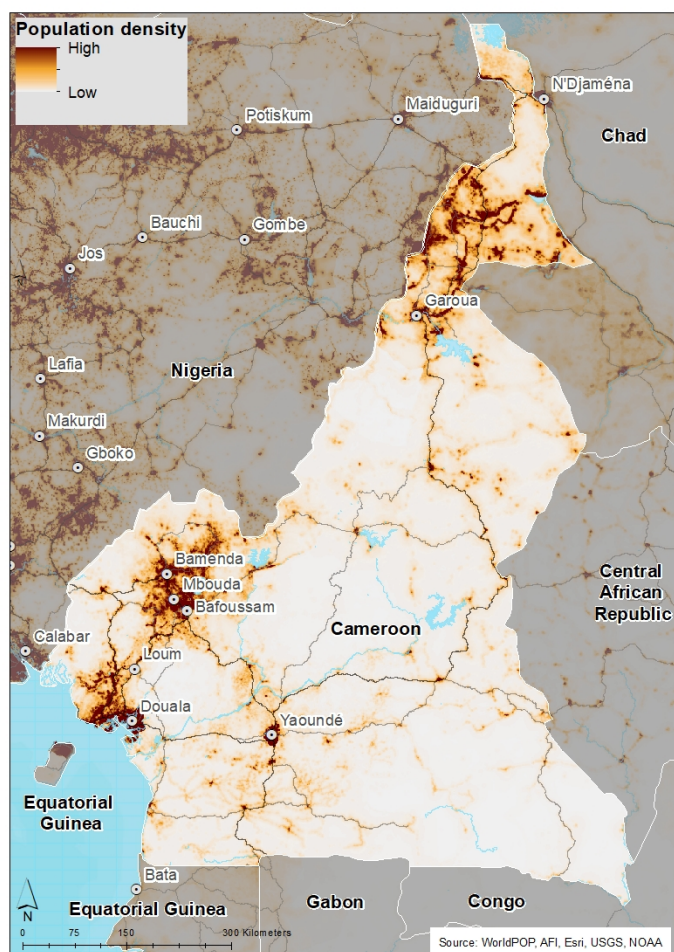 Population density
High
Low
N'Djaména
Maiduguri
Potiskum
Chad
Bauchi
Gombe
Jos
Garoua
Lafia
Nigeria
Makurdi
Gboko
Bamenda
Mbouda
Bafoussam
Central
African
Republic
Cameroon
Calabar
Loum
Douala
Yaoundé
Equatorial
Guinea
Bata
Equatorial Guinea
Gabon
Congo
N
0 75 150 300 Kilometers
Source: WorldPOP, AFI, Esri, USGS, NOAA